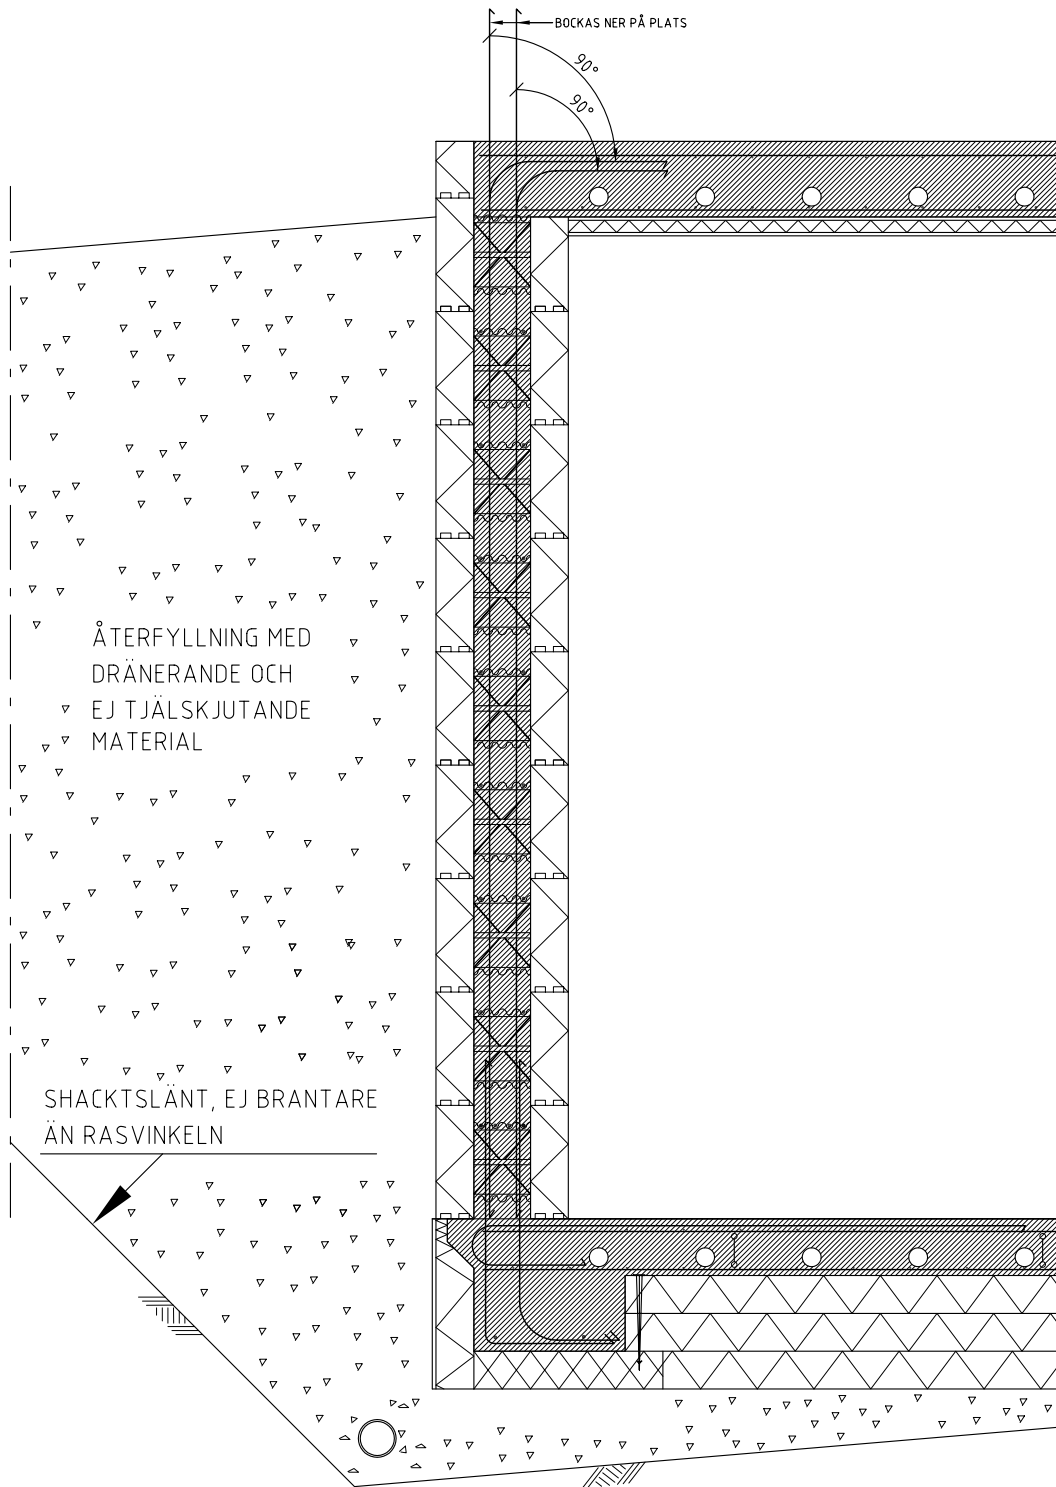 BOCKAS NER PÅ PLATS
90°
90°
ÅTERFYLLNING MED
DRÄNERANDE OCH
EJ TJÄLSKJUTANDE
MATERIAL
SHACKTSLÄNT, EJ BRANTARE
ÄN RASVINKELN